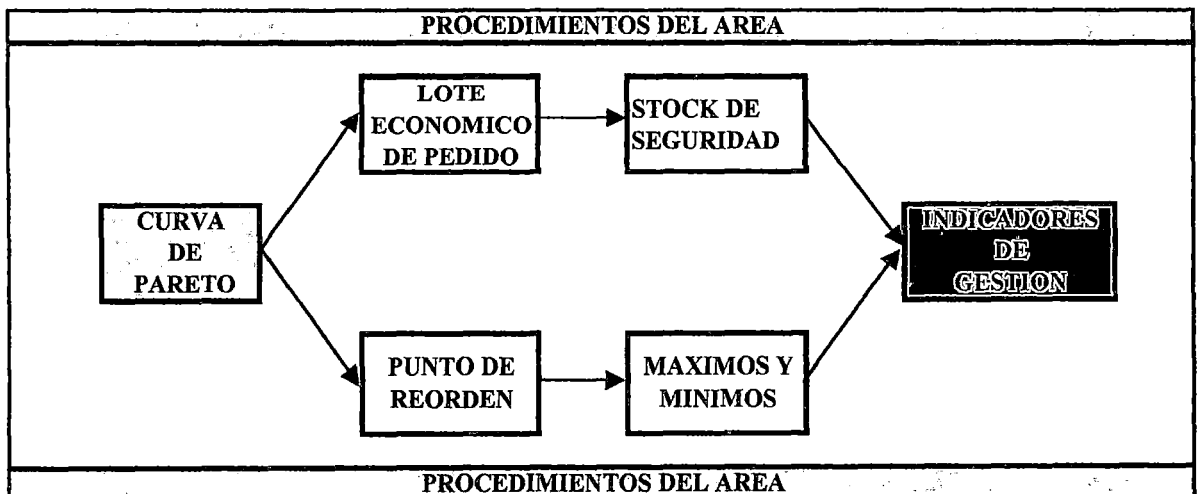 PROCEDIMIENTOS DEL AREA
LOTE
ECONOMICO
DE PEDIDO
STOCK DE
SEGURIDAD
CURVA
DE
PARETO
INDICADORES
DE
GESTION
PUNTO DE
REORDEN
MAXIMOS Y
MINIMOS
PROCEDIMIENTOS DEL AREA